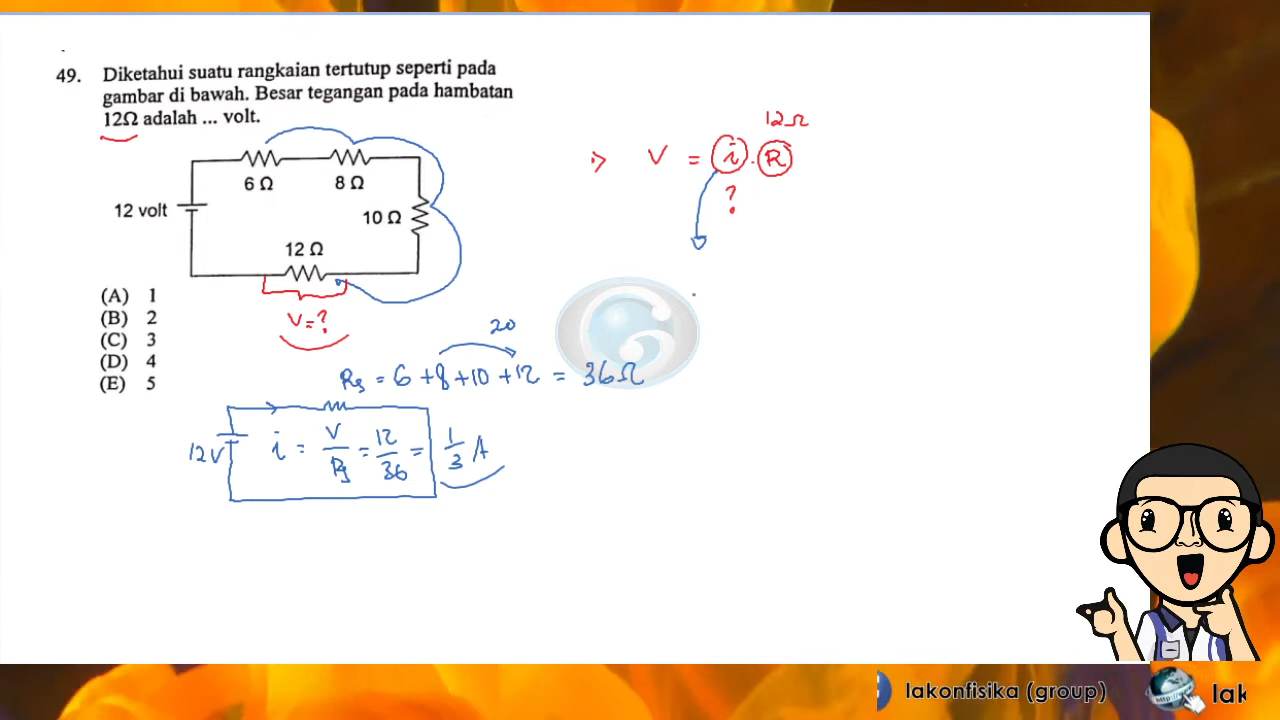 49. Diketahui suatu rangkaian tertutup seperti pada
gambar di bawah. Besar tegangan pada hambatan
12Ω adalah ... volt.
6 Ω
8 Ω
12 volt
10 Ω
12 Ω
V = ?
(A) 1
(B) 2
(C) 3
(D) 4
(E) 5
12Ω
V = i . R
?
20
Rs = 6 + 8 + 10 + 12 = 36Ω
12V
i = V/Rs = 12/36 = 1/3 A
lakonfisika (group)
http://
lak